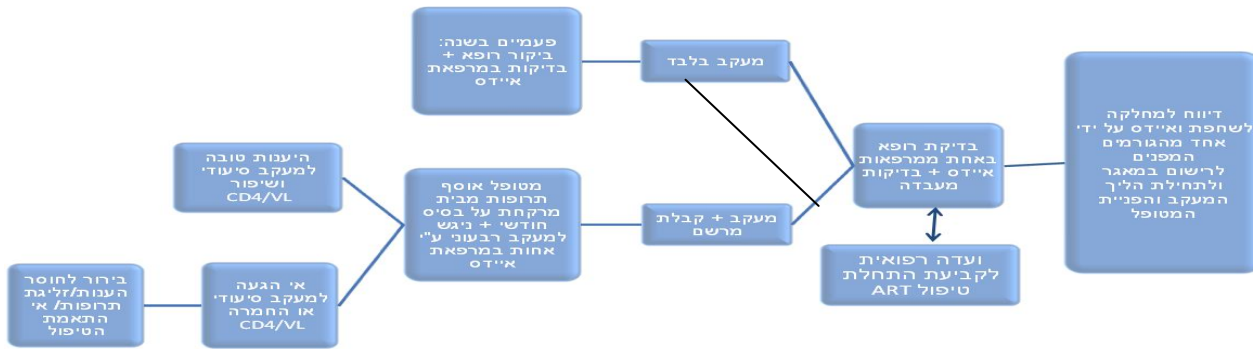 דיווח למחלקה
לשחפת ואיידס על ידי
אחד מהגורמים
המפנים
לרישום במאגר
ולתחילת הליך
המעקב והפניית
המטופל
בדיקת רופא
באחת ממרפאות
איידס + בדיקות
מעבדה
ועדה רפואית
לקביעת התחלת
טיפול ART
מעקב בלבד
פעמיים בשנה:
ביקור רופא +
בדיקות במרפאת
איידס
מעקב + קבלת
מרשם
מטופל אוסף
תרופות מבית
מרקחת על בסיס
חודשי + ניגש
למעקב רבעוני ע"י
אחות במרפאת
איידס
היענות טובה
למעקב סיעודי
ושיפור
CD4/VL
אי הגעה
למעקב סיעודי
או החמרה
CD4/VL
בירור לחוסר
הענות/זליגת
תרופות/ אי
התאמת
הטיפול